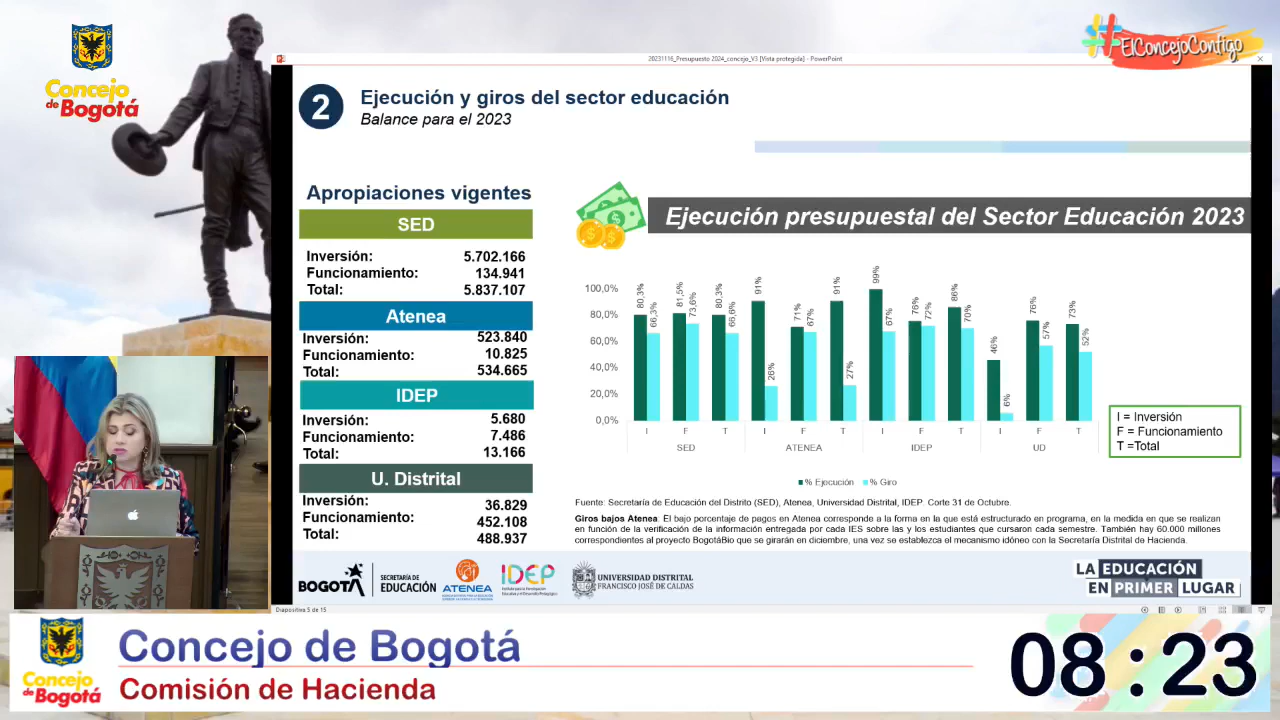 Concejo
de Bogotá
#ElConcejoContigo
20231116_Presupuesto 2024_concejo_V3 [Vista protegida] - PowerPoint
2
Ejecución y giros del sector educación
Balance para el 2023
Apropiaciones vigentes
SED
Inversión: 5.702.166
Funcionamiento: 134.941
Total: 5.837.107
Atenea
Inversión: 523.840
Funcionamiento: 10.825
Total: 534.665
IDEP
Inversión: 5.680
Funcionamiento: 7.486
Total: 13.166
U. Distrital
Inversión: 36.829
Funcionamiento: 452.108
Total: 488.937
Ejecución presupuestal del Sector Educación 2023
100,0%
80,0%
60,0%
40,0%
20,0%
0,0%
80,3% 66,3% 81,5% 73,6% 80,3% 66,6% 91% 26% 71% 67% 91% 27% 99% 67% 76% 72% 86% 70% 46% 6% 76% 57% 73% 52%
I F T I F T I F T I F T
SED ATENEA IDEP UD
% Ejecución % Giro
I = Inversión
F = Funcionamiento
T =Total
Fuente: Secretaría de Educación del Distrito (SED), Atenea, Universidad Distrital, IDEP. Corte 31 de Octubre.
Giros bajos Atenea. El bajo porcentaje de pagos en Atenea corresponde a la forma en la que está estructurado en programa, en la medida en que se realizan
en función de la verificación de la información entregada por cada IES sobre las y los estudiantes que cursaron cada semestre. También hay 60.000 millones
correspondientes al proyecto BogotáBio que se girarán en diciembre, una vez se establezca el mecanismo idóneo con la Secretaría Distrital de Hacienda.
BOGOTÁ
SECRETARÍA DE
EDUCACIÓN
ATENEA
IDEP
UNIVERSIDAD DISTRITAL
FRANCISCO JOSÉ DE CALDAS
LA EDUCACIÓN
EN PRIMER LUGAR
Diapositiva 5 de 15
Concejo
de Bogotá
Concejo de Bogotá
Comisión de Hacienda
08:23